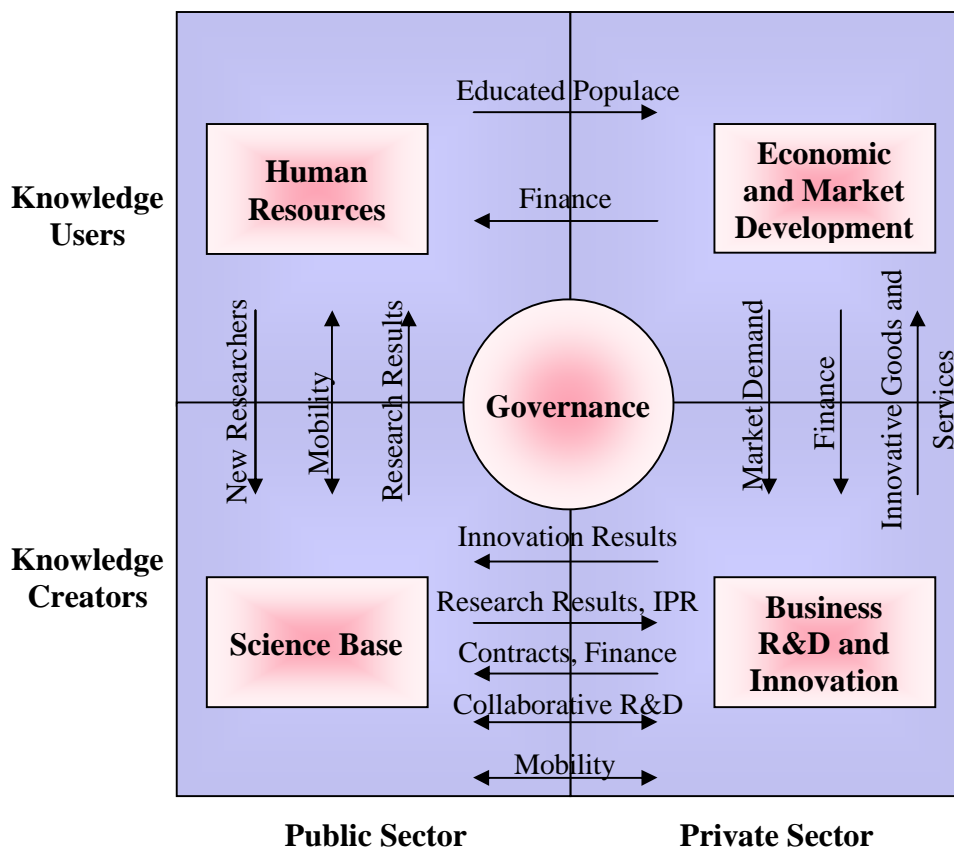 Educated Populace
Human
Resources
Economic
and Market
Development
Knowledge
Users
Finance
New Researchers
Mobility
Research Results
Governance
Market Demand
Finance
Innovative Goods and
Services
Innovation Results
Knowledge
Creators
Science Base
Research Results, IPR
Contracts, Finance
Collaborative R&D
Mobility
Business
R&D and
Innovation
Public Sector
Private Sector